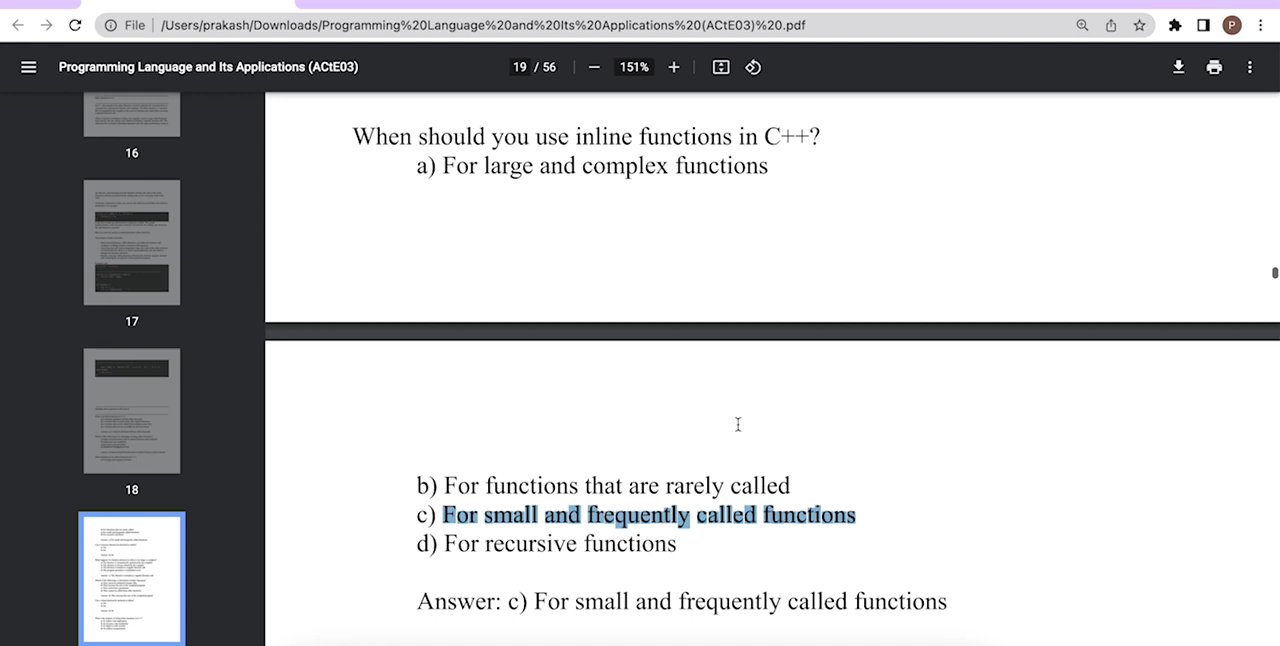 File /Users/prakash/Downloads/Programming%20Language%20and%20Its%20Applications%20(ACtE03)%20.pdf
P
Programming Language and Its Applications (ACtE03)
19 / 56
151%
16
17
18
When should you use inline functions in C++?
a) For large and complex functions
b) For functions that are rarely called
c) For small and frequently called functions
d) For recursive functions
Answer: c) For small and frequently called functions